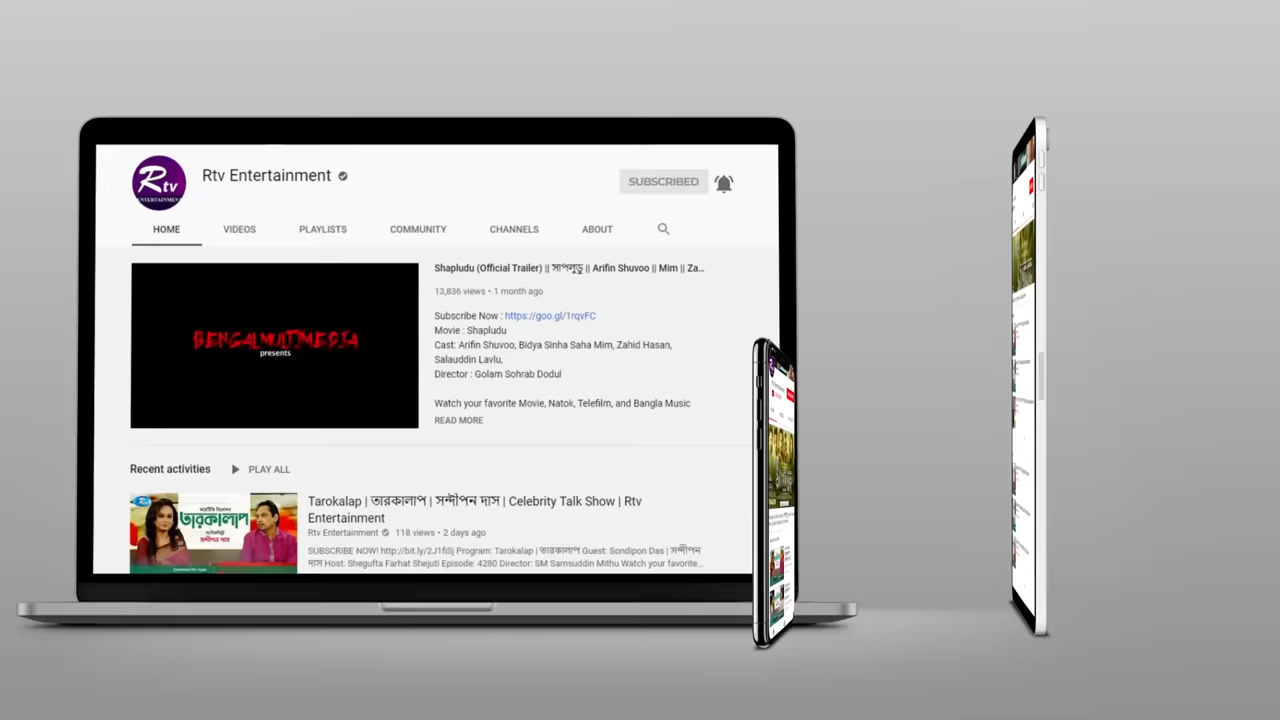 Rtv
ENTERTAINMENT
Rtv Entertainment
SUBSCRIBED
HOME
VIDEOS
PLAYLISTS
COMMUNITY
CHANNELS
ABOUT
BENGALMULTIMEDIA
presents
Shapludu (Official Trailer) || সাপলুডু || Arifin Shuvoo || Mim || Za...
13,836 views • 1 month ago
Subscribe Now : https://goo.gl/1rqvFC
Movie : Shapludu
Cast: Arifin Shuvoo, Bidya Sinha Saha Mim, Zahid Hasan,
Salauddin Lavlu,
Director : Golam Sohrab Dodul
Watch your favorite Movie, Natok, Telefilm, and Bangla Music
READ MORE
Recent activities
PLAY ALL
তারকালাপ
সন্দীপন দাস
Tarokalap | তারকালাপ | সন্দীপন দাস | Celebrity Talk Show | Rtv
Entertainment
Rtv Entertainment
118 views • 2 days ago
SUBSCRIBE NOW! http://bit.ly/2J1fiSj Program: Tarokalap | তারকালাপ Guest: Sondipon Das | সন্দীপন
দাস Host: Shegufta Farhat Shejuti Episode: 4280 Director: SM Samsuddin Mithu Watch your favorite...